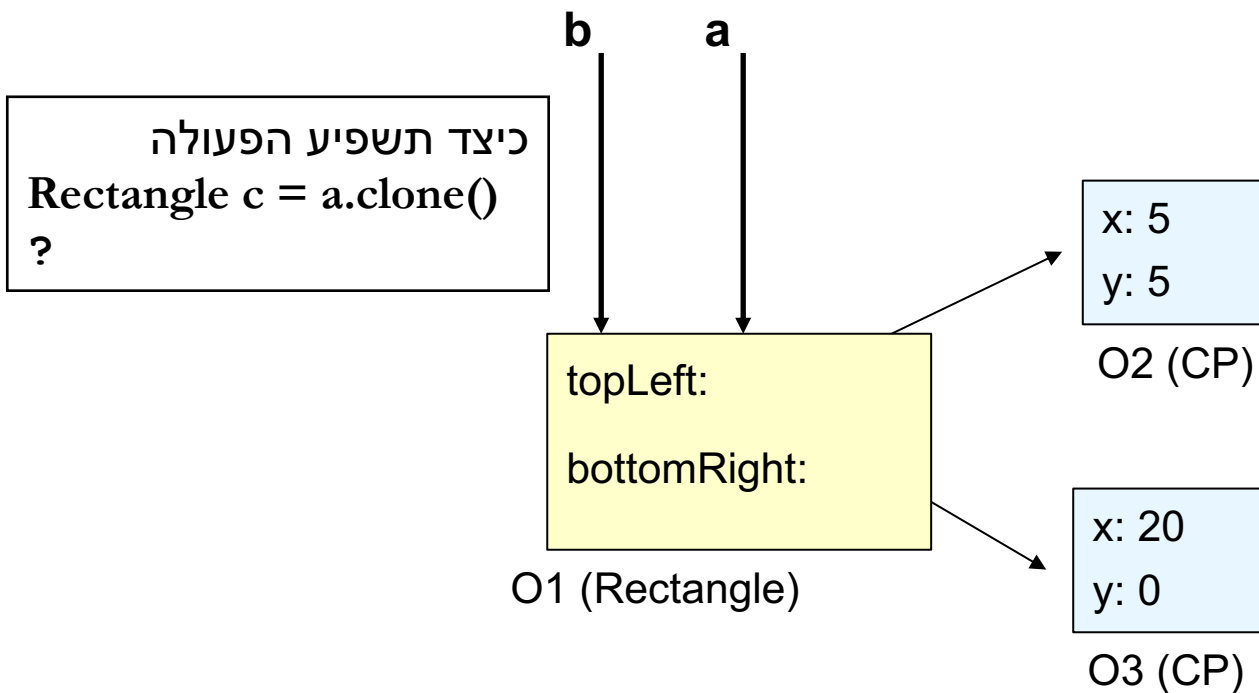 b
a
כיצד תשפיע הפעולה
Rectangle c = a.clone()
?
x: 5
y: 5
O2 (CP)
topLeft:
bottomRight:
O1 (Rectangle)
x: 20
y: 0
O3 (CP)